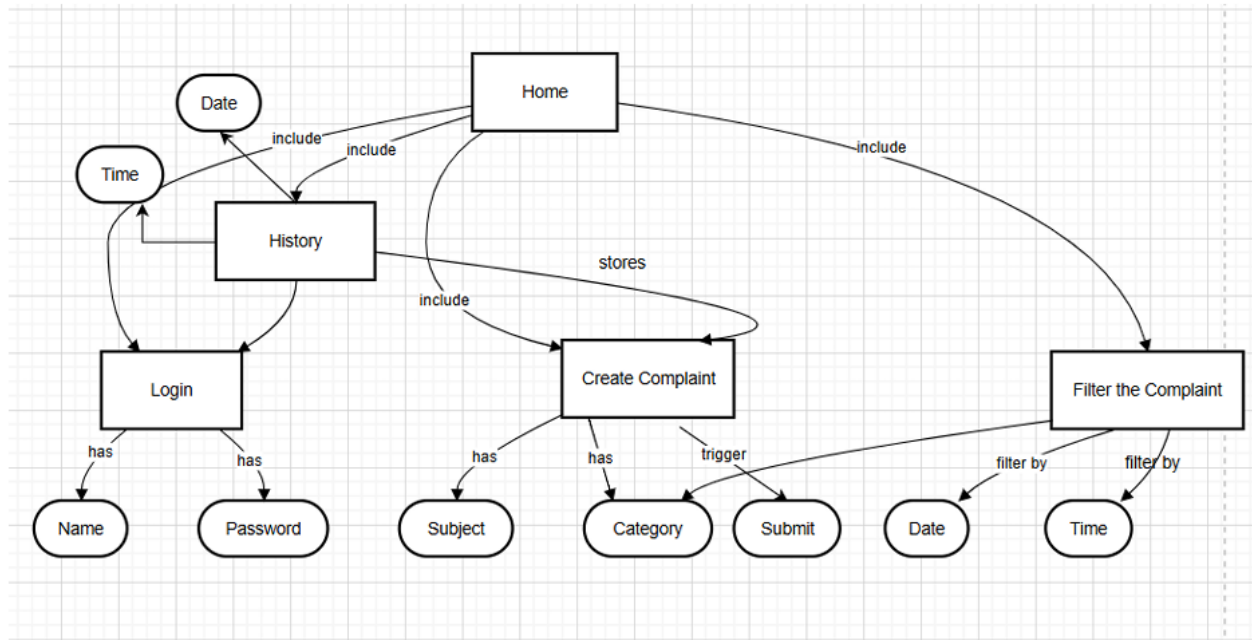 Home
Date
include
include
include
Time
History
stores
include
Login
Create Complaint
Filter the Complaint
has
has
has
has
trigger
filter by
filter by
Name
Password
Subject
Category
Submit
Date
Time